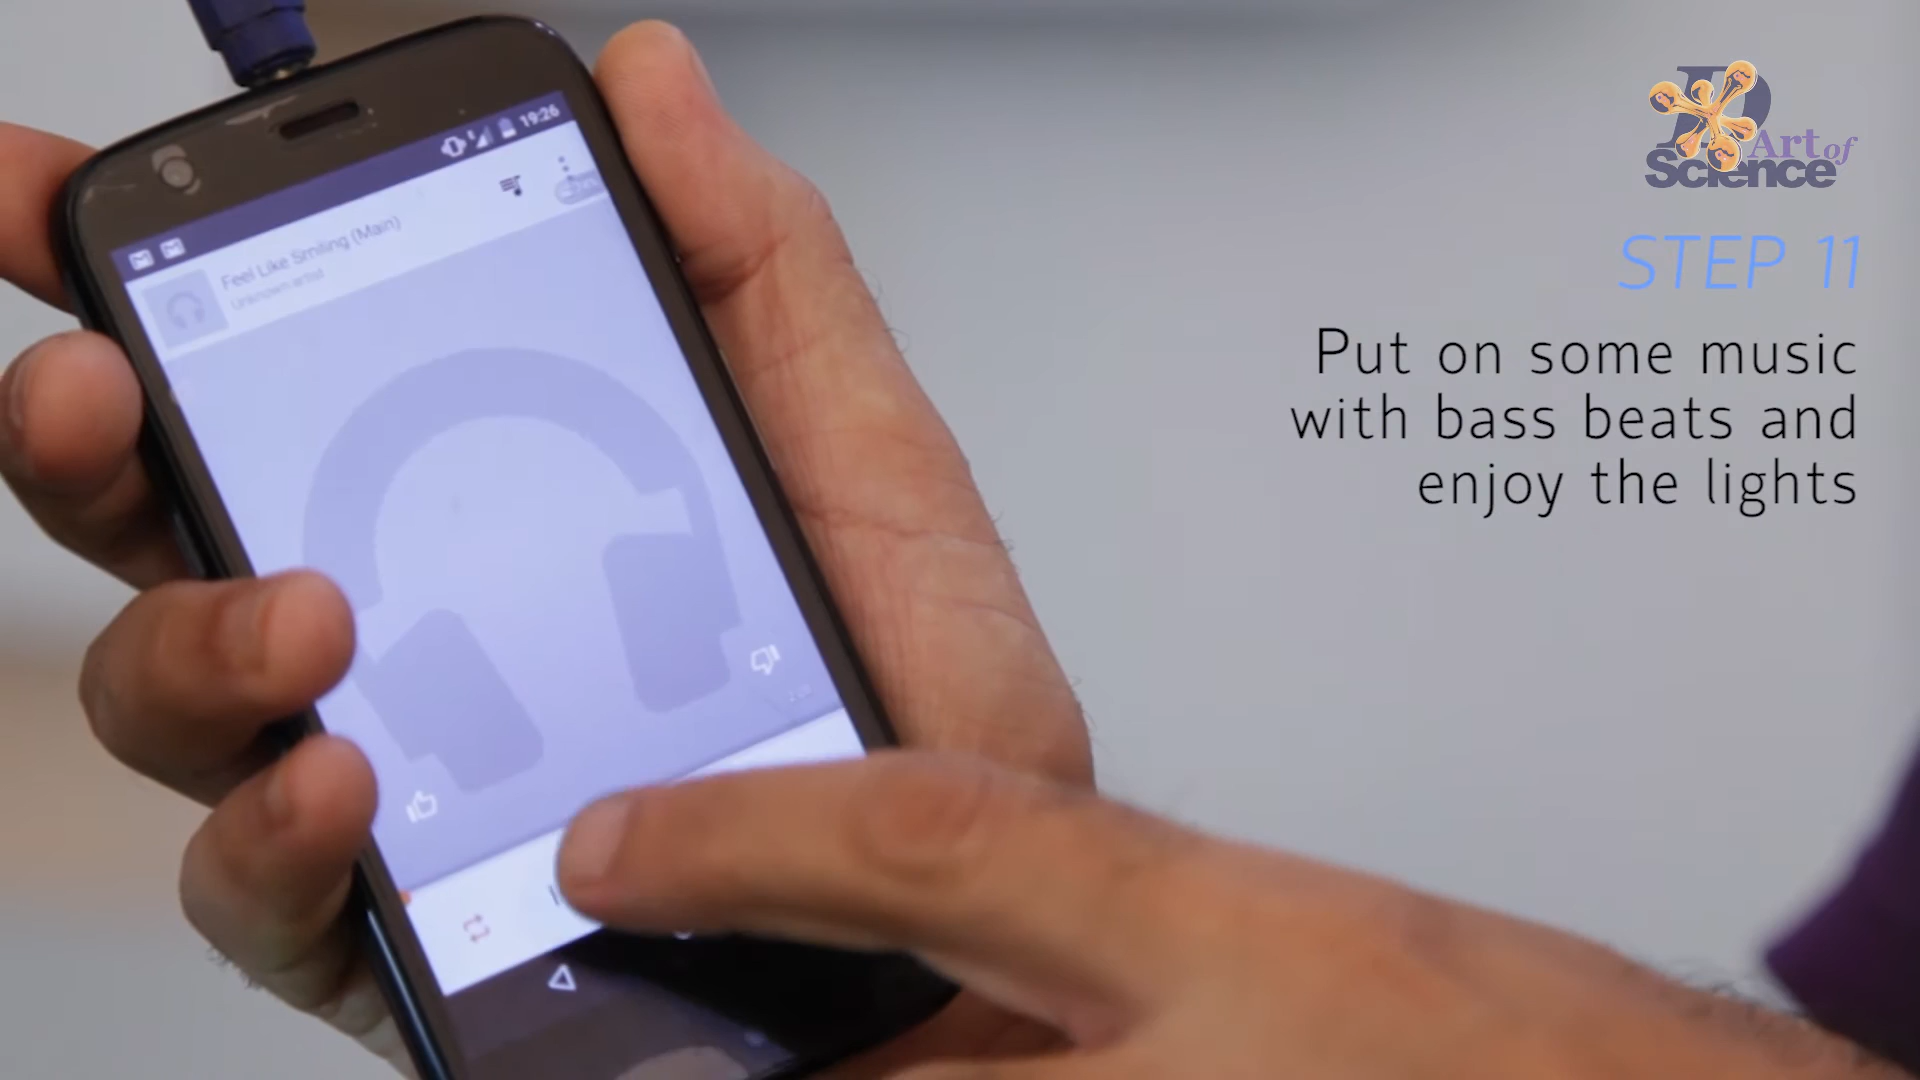 19:26
Feel Like Smiling (Main)
Unknown artist
D
Art of
Science
STEP 11
Put on some music
with bass beats and
enjoy the lights